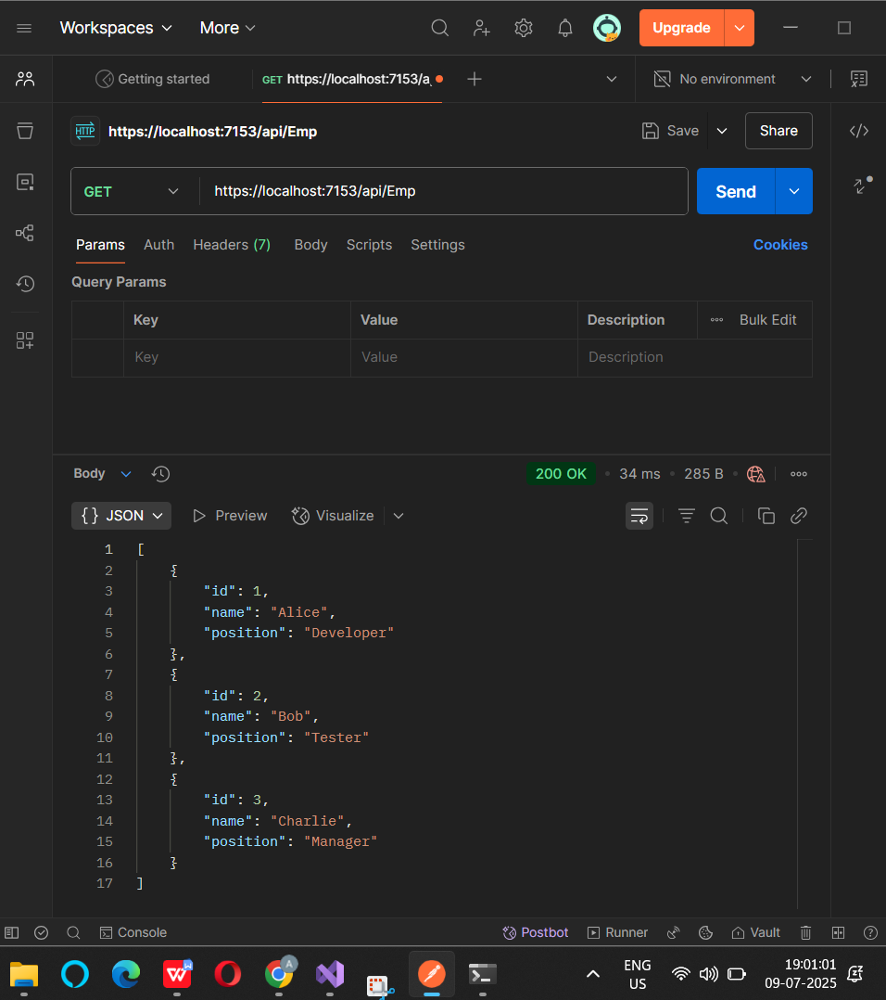 Workspaces More Upgrade
Getting started GET https://localhost:7153/a No environment
HTTP https://localhost:7153/api/Emp Save Share
GET https://localhost:7153/api/Emp Send
Params Auth Headers (7) Body Scripts Settings Cookies
Query Params
Key Value Description Bulk Edit
Key Value Description
Body 200 OK 34 ms 285 B
{} JSON Preview Visualize
1 [
2 {
3 "id": 1,
4 "name": "Alice",
5 "position": "Developer"
6 },
7 {
8 "id": 2,
9 "name": "Bob",
10 "position": "Tester"
11 },
12 {
13 "id": 3,
14 "name": "Charlie",
15 "position": "Manager"
16 }
17 ]
Console Postbot Runner Vault
W A ENG 19:01:01
US 09-07-2025